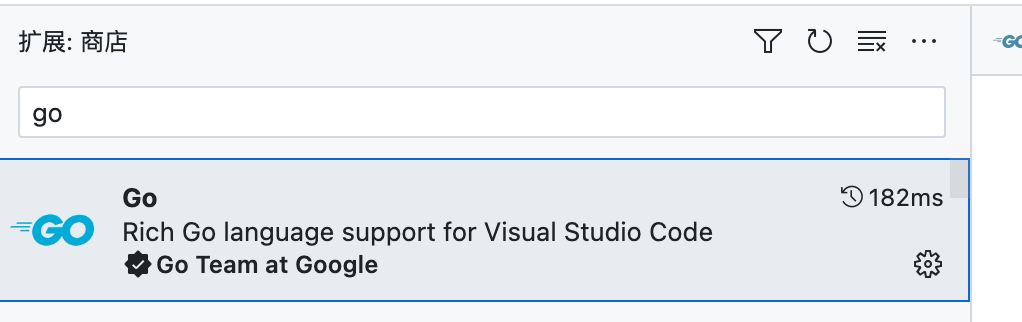 扩展: 商店
GO
go
Go
182ms
GO
Rich Go language support for Visual Studio Code
Go Team at Google